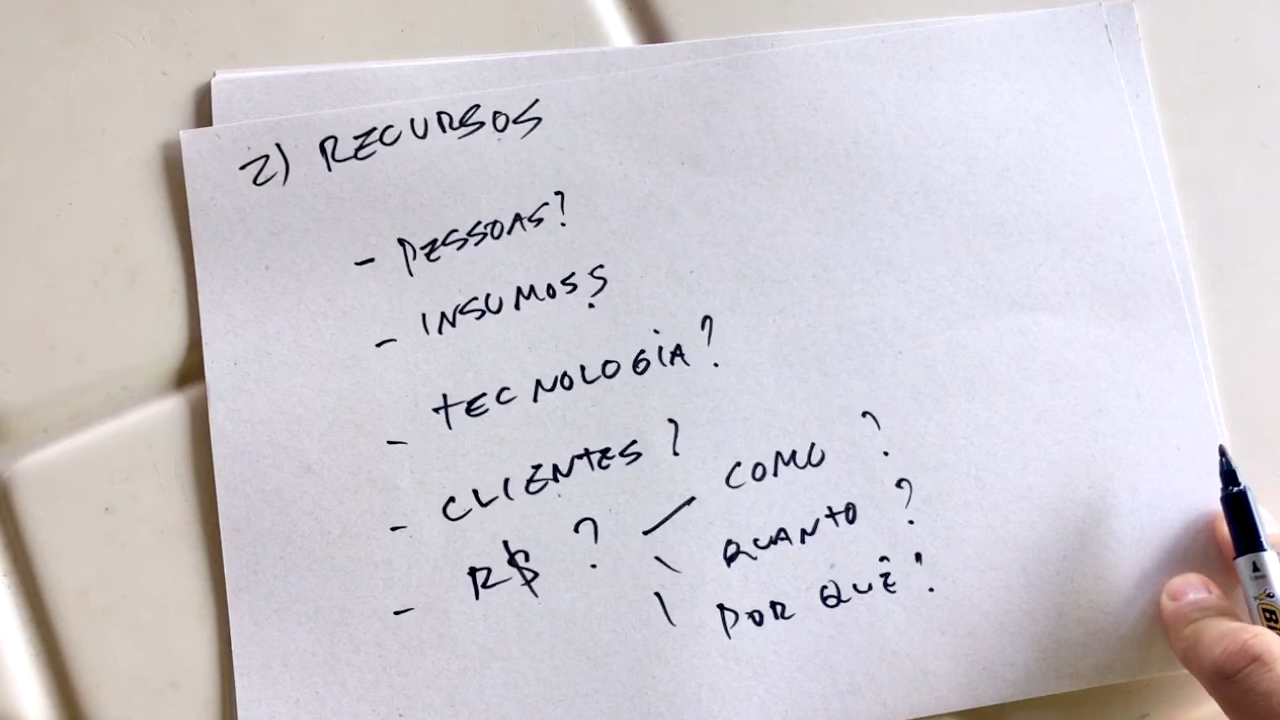 2) RECURSOS
- PESSOAS?
- INSUMOS?
- TECNOLOGIA?
- CLIENTES?
- R$ ? COMO ?
QUANTO ?
POR QUÊ?